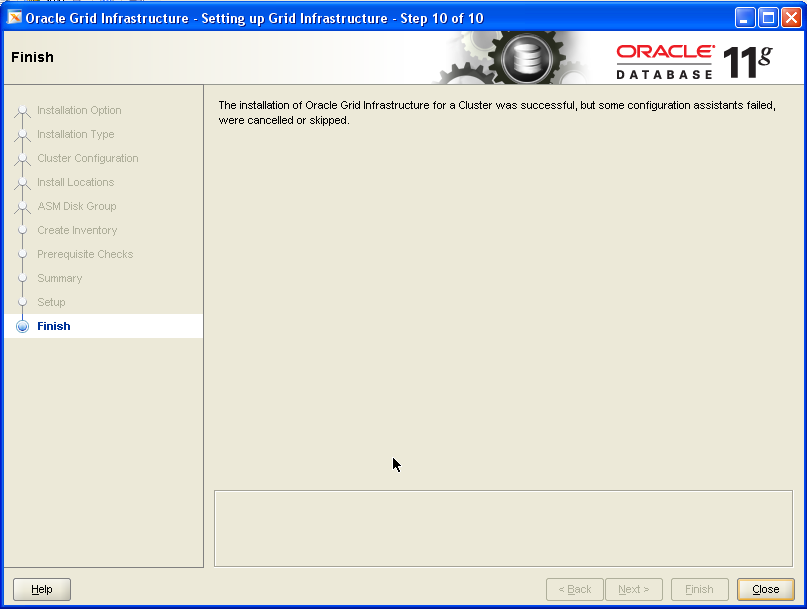 Oracle Grid Infrastructure - Setting up Grid Infrastructure - Step 10 of 10
Finish
ORACLE
DATABASE
11g
Installation Option
Installation Type
Cluster Configuration
Install Locations
ASM Disk Group
Create Inventory
Prerequisite Checks
Summary
Setup
Finish
The installation of Oracle Grid Infrastructure for a Cluster was successful, but some configuration assistants failed,
were cancelled or skipped.
Help
< Back
Next >
Finish
Close